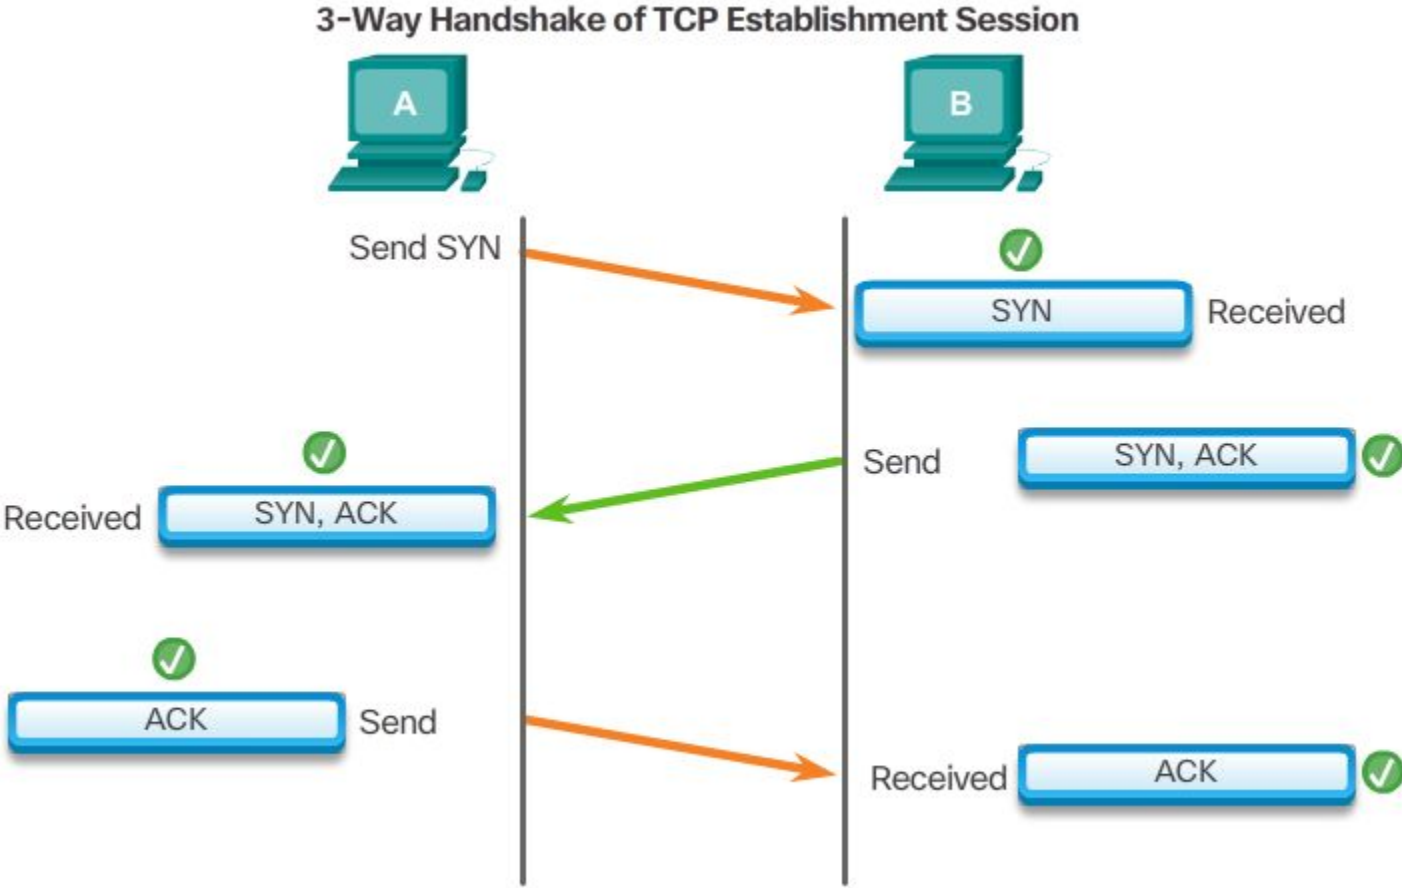 3-Way Handshake of TCP Establishment Session
A
B
Send SYN
SYN
Received
Send
SYN, ACK
Received
SYN, ACK
ACK
Send
Received
ACK